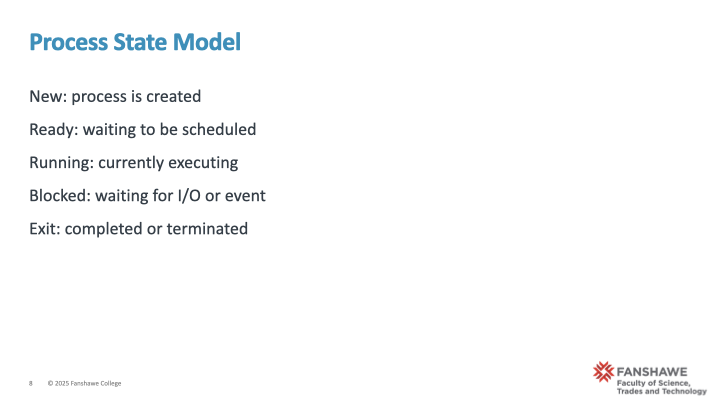 Process State Model
New: process is created
Ready: waiting to be scheduled
Running: currently executing
Blocked: waiting for I/O or event
Exit: completed or terminated
8 © 2025 Fanshawe College
FANSHAWE
Faculty of Science,
Trades and Technology